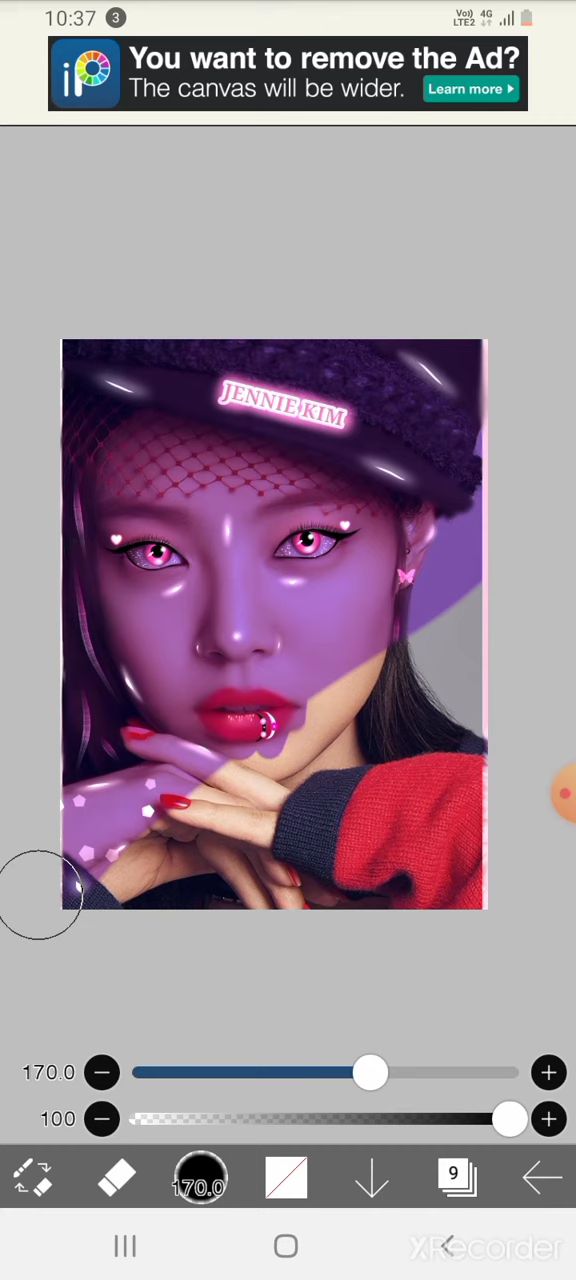 10:37 3 Vo)) LTE2 4G
iP
You want to remove the Ad?
The canvas will be wider. Learn more
JENNIE KIM
170.0
100
170.0 9
XRecorder